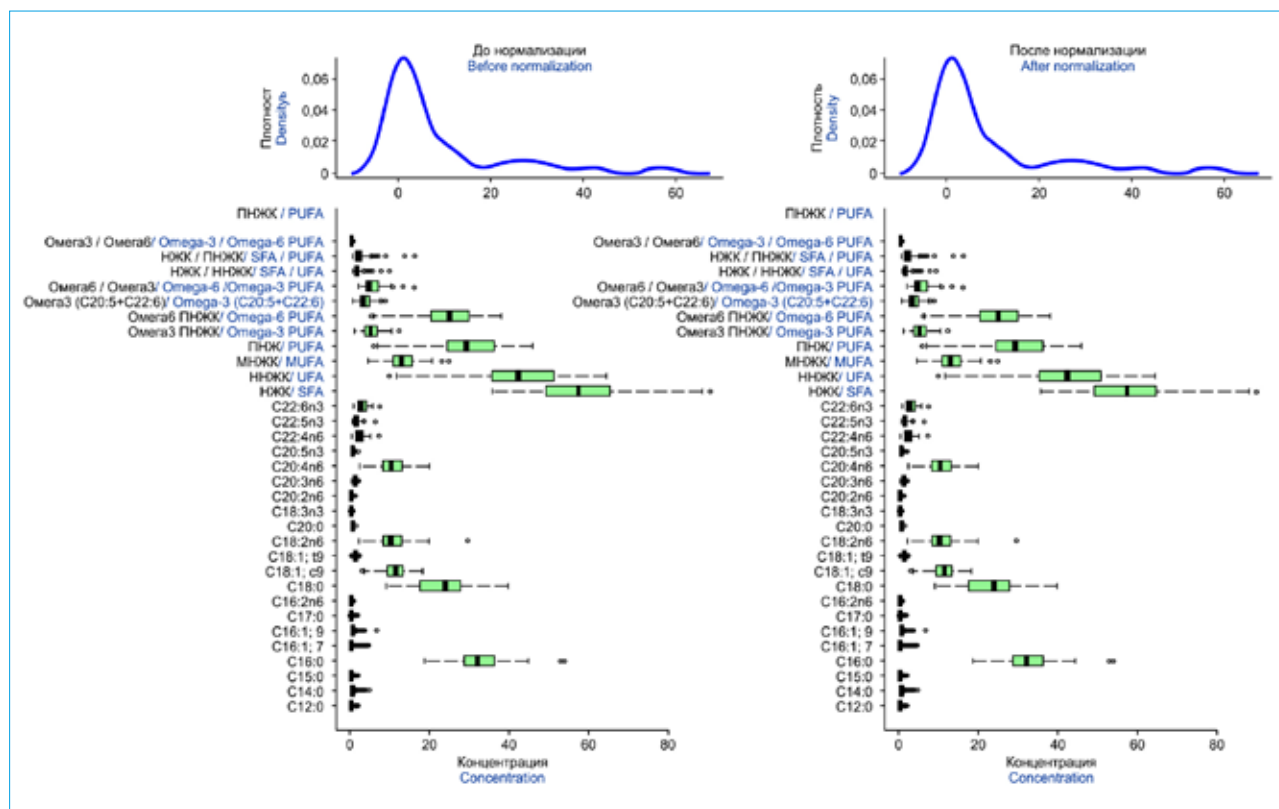 До нормализации
Before normalization
Плотност
Densityь
0,06
0,04
0,02
0
0
20
40
60
ПНЖК / PUFA
Омега3 / Омега6/ Omega-3 / Omega-6 PUFA
НЖК / ПНЖК/ SFA / PUFA
НЖК / ННЖК/ SFA / UFA
Омега6 / Омега3/ Omega-6 /Omega-3 PUFA
Омега3 (C20:5+C22:6)/ Omega-3 (C20:5+C22:6)
Омега6 ПНЖК/ Omega-6 PUFA
Омега3 ПНЖК/ Omega-3 PUFA
ПНЖ/ PUFA
МНЖК/ MUFA
ННЖК/ UFA
НЖК/ SFA
C22:6n3
C22:5n3
C22:4n6
C20:5n3
C20:4n6
C20:3n6
C20:2n6
C18:3n3
C20:0
C18:2n6
C18:1; t9
C18:1; c9
C18:0
C16:2n6
C17:0
C16:1; 9
C16:1; 7
C16:0
C15:0
C14:0
C12:0
0
20
40
60
80
Концентрация
Concentration
После нормализации
After normalization
Плотность
Density
0,06
0,04
0,02
0
0
20
40
60
ПНЖК / PUFA
Омега3 / Омега6/ Omega-3 / Omega-6 PUFA
НЖК / ПНЖК/ SFA / PUFA
НЖК / ННЖК/ SFA / UFA
Омега6 / Омега3/ Omega-6 /Omega-3 PUFA
Омега3 (C20:5+C22:6)/ Omega-3 (C20:5+C22:6)
Омега6 ПНЖК/ Omega-6 PUFA
Омега3 ПНЖК/ Omega-3 PUFA
ПНЖ/ PUFA
МНЖК/ MUFA
ННЖК/ UFA
НЖК/ SFA
C22:6n3
C22:5n3
C22:4n6
C20:5n3
C20:4n6
C20:3n6
C20:2n6
C18:3n3
C20:0
C18:2n6
C18:1; t9
C18:1; c9
C18:0
C16:2n6
C17:0
C16:1; 9
C16:1; 7
C16:0
C15:0
C14:0
C12:0
0
20
40
60
80
Концентрация
Concentration